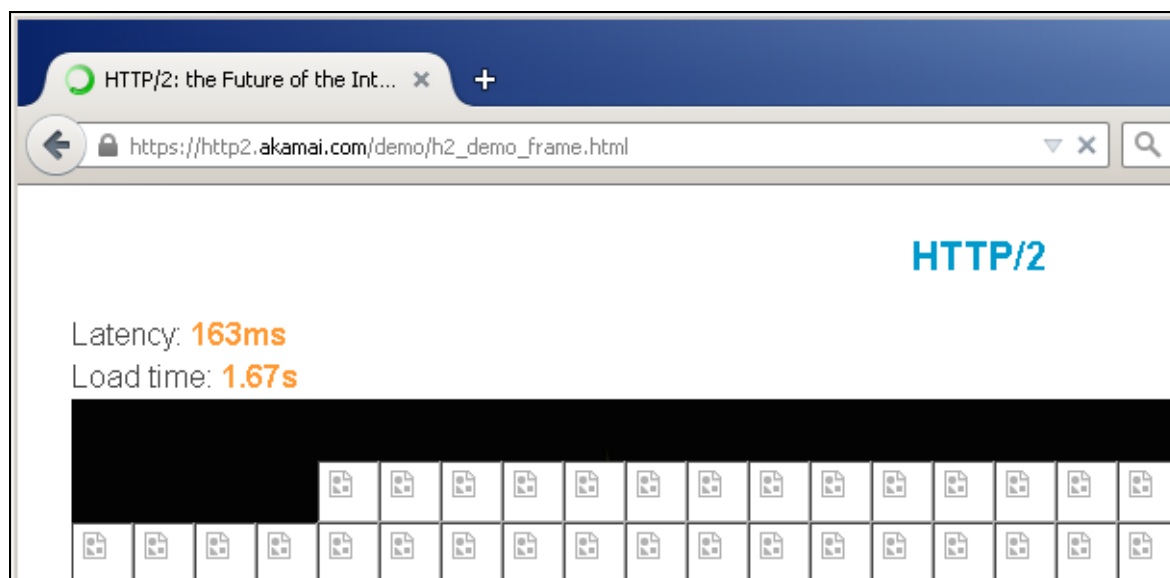 HTTP/2: the Future of the Int...
https://http2.akamai.com/demo/h2_demo_frame.html
HTTP/2
Latency: 163ms
Load time: 1.67s